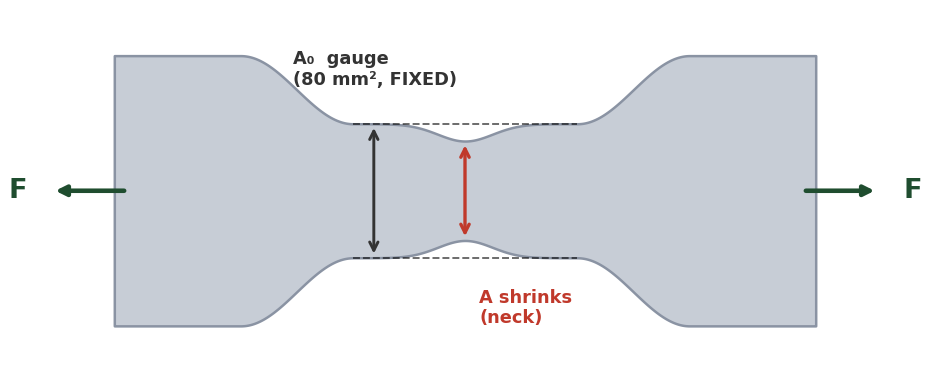 A₀ gauge
(80 mm², FIXED)
F
F
A shrinks
(neck)